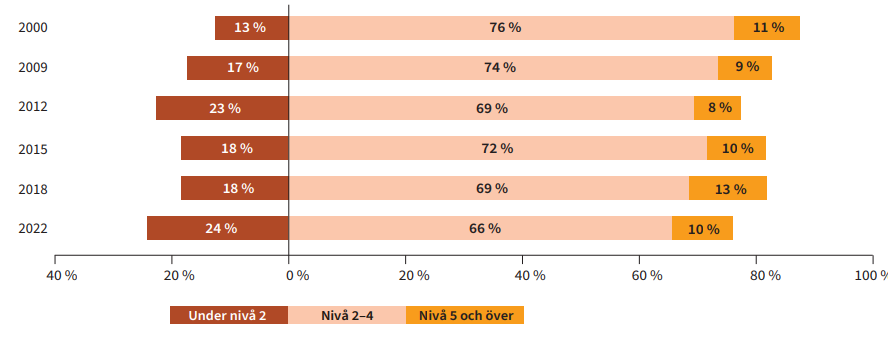 2000 13 % 76 % 11 %
2009 17 % 74 % 9 %
2012 23 % 69 % 8 %
2015 18 % 72 % 10 %
2018 18 % 69 % 13 %
2022 24 % 66 % 10 %
40 % 20 % 0 % 20 % 40 % 60 % 80 % 100 %
Under nivå 2 Nivå 2–4 Nivå 5 och över